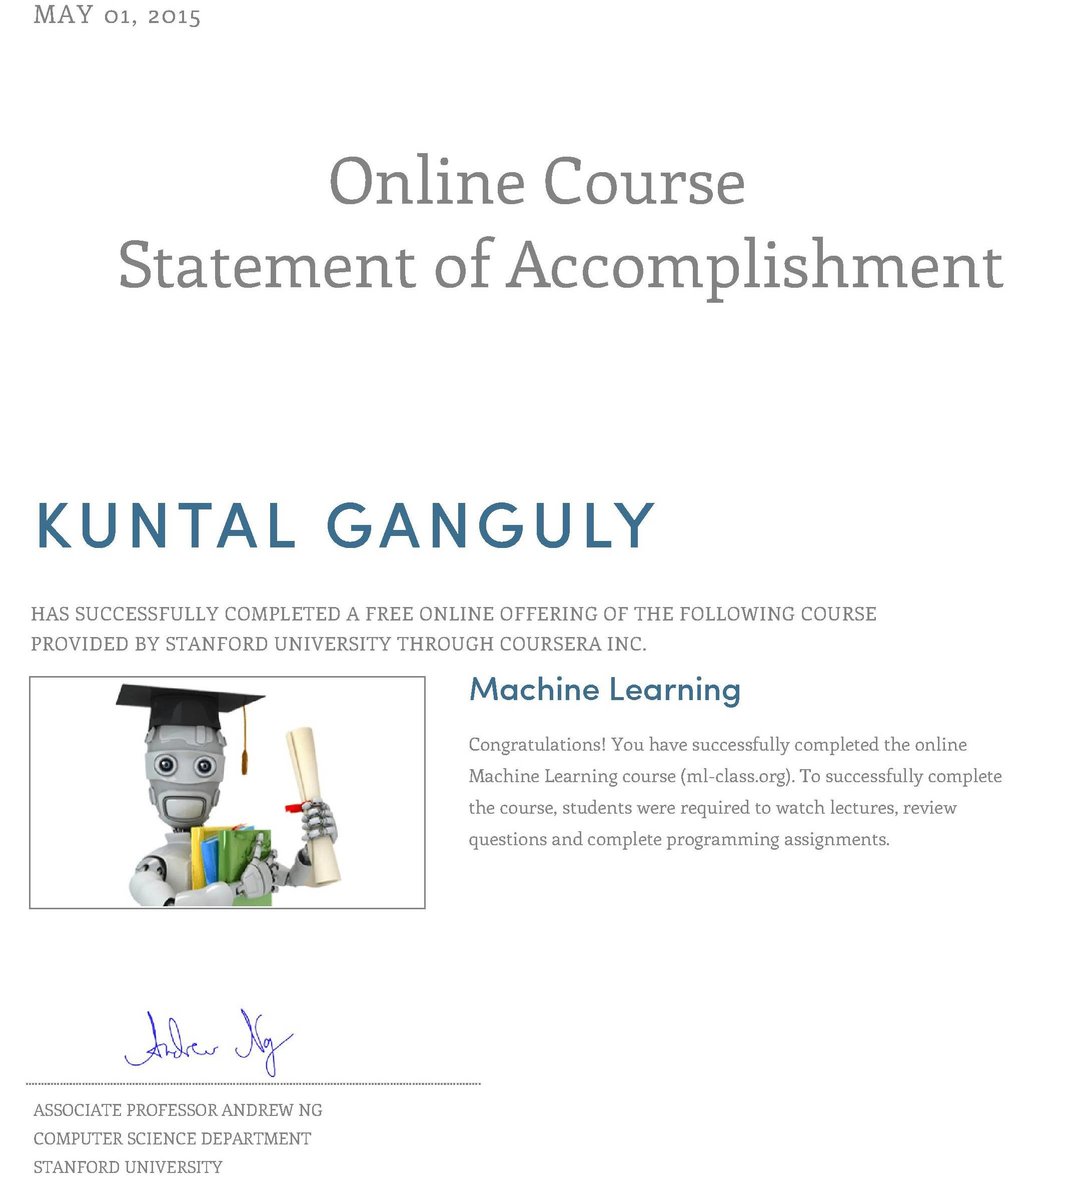 MAY 01, 2015
Online Course
Statement of Accomplishment
KUNTAL GANGULY
HAS SUCCESSFULLY COMPLETED A FREE ONLINE OFFERING OF THE FOLLOWING COURSE
PROVIDED BY STANFORD UNIVERSITY THROUGH COURSERA INC.
Machine Learning
Congratulations! You have successfully completed the online
Machine Learning course (ml-class.org). To successfully complete
the course, students were required to watch lectures, review
questions and complete programming assignments.
Andrew Ng
ASSOCIATE PROFESSOR ANDREW NG
COMPUTER SCIENCE DEPARTMENT
STANFORD UNIVERSITY